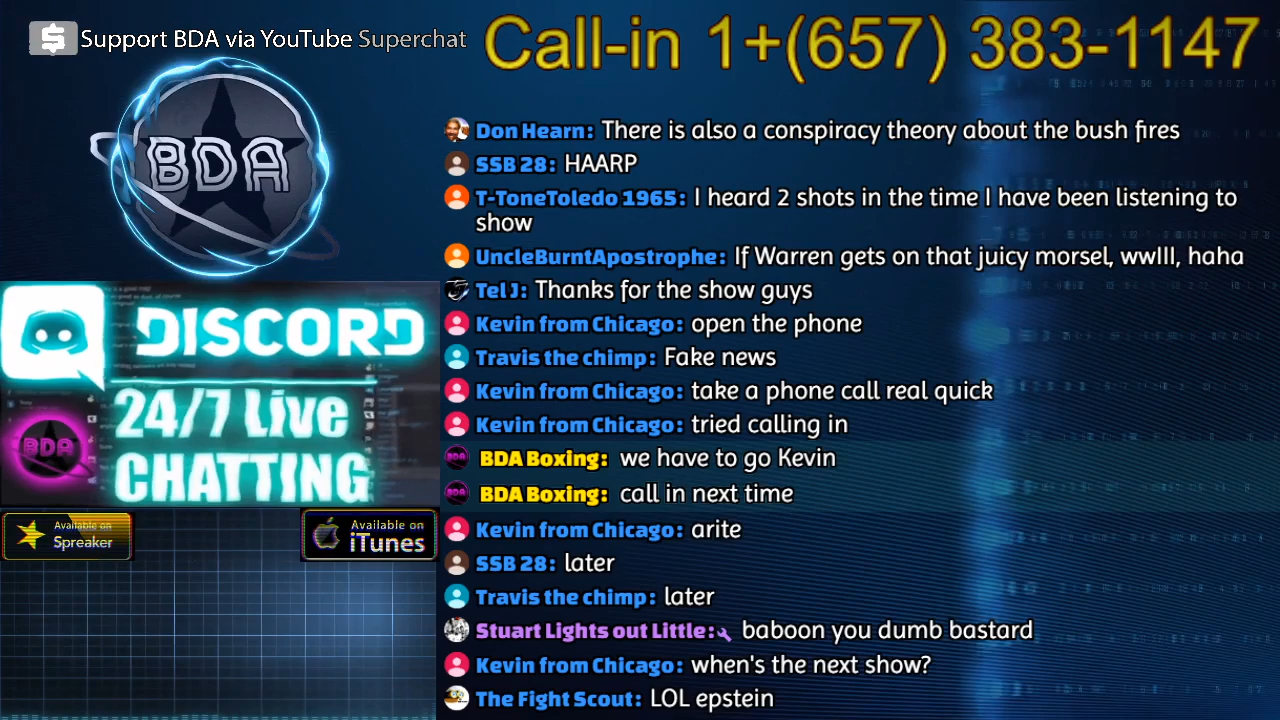 Support BDA via YouTube Superchat
Call-in 1+(657) 383-1147
BDA
DISCORD
24/7 Live
CHATTING
BDA
Available on
Spreaker
Available on
iTunes
Don Hearn: There is also a conspiracy theory about the bush fires
SSB 28: HAARP
T-ToneToledo 1965: I heard 2 shots in the time I have been listening to
show
UncleBurntApostrophe: If Warren gets on that juicy morsel, wwlll, haha
Tel J: Thanks for the show guys
Kevin from Chicago: open the phone
Travis the chimp: Fake news
Kevin from Chicago: take a phone call real quick
Kevin from Chicago: tried calling in
BDA Boxing: we have to go Kevin
BDA Boxing: call in next time
Kevin from Chicago: arite
SSB 28: later
Travis the chimp: later
Stuart Lights out Little: baboon you dumb bastard
Kevin from Chicago: when's the next show?
The Fight Scout: LOL epstein